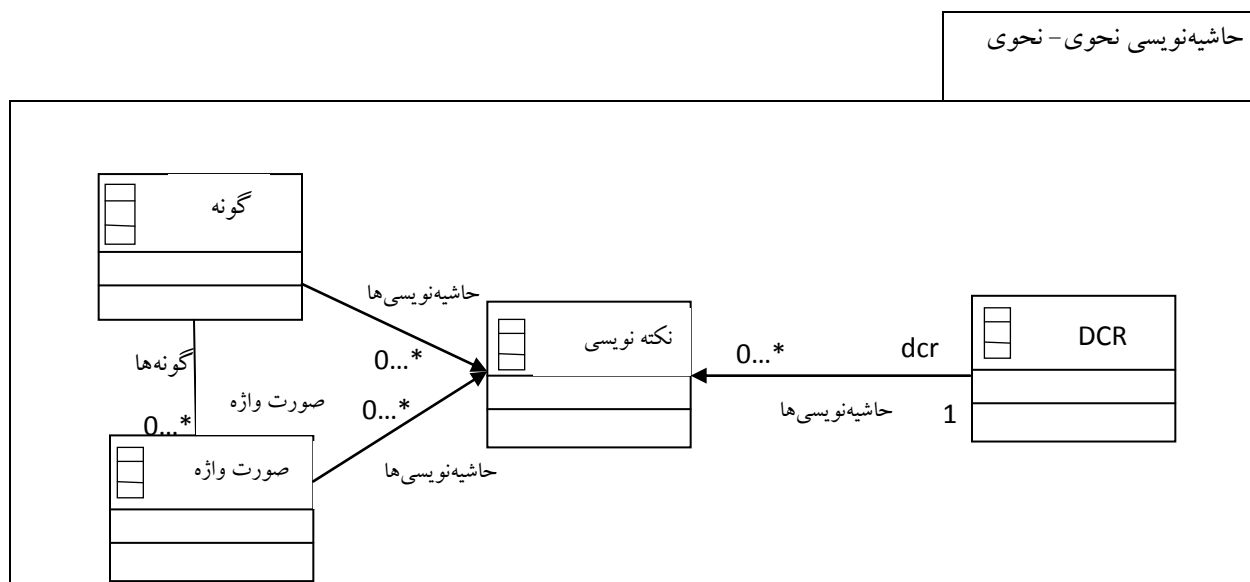 حاشیه‌نویسی نحوی– نحوی
گونه
حاشیه‌نویسی‌ها
0...*
نکته نویسی
0...*
dcr
DCR
گونه‌ها
0...*
صورت واژه
0...*
حاشیه‌نویسی‌ها
1
حاشیه‌نویسی‌ها
صورت واژه